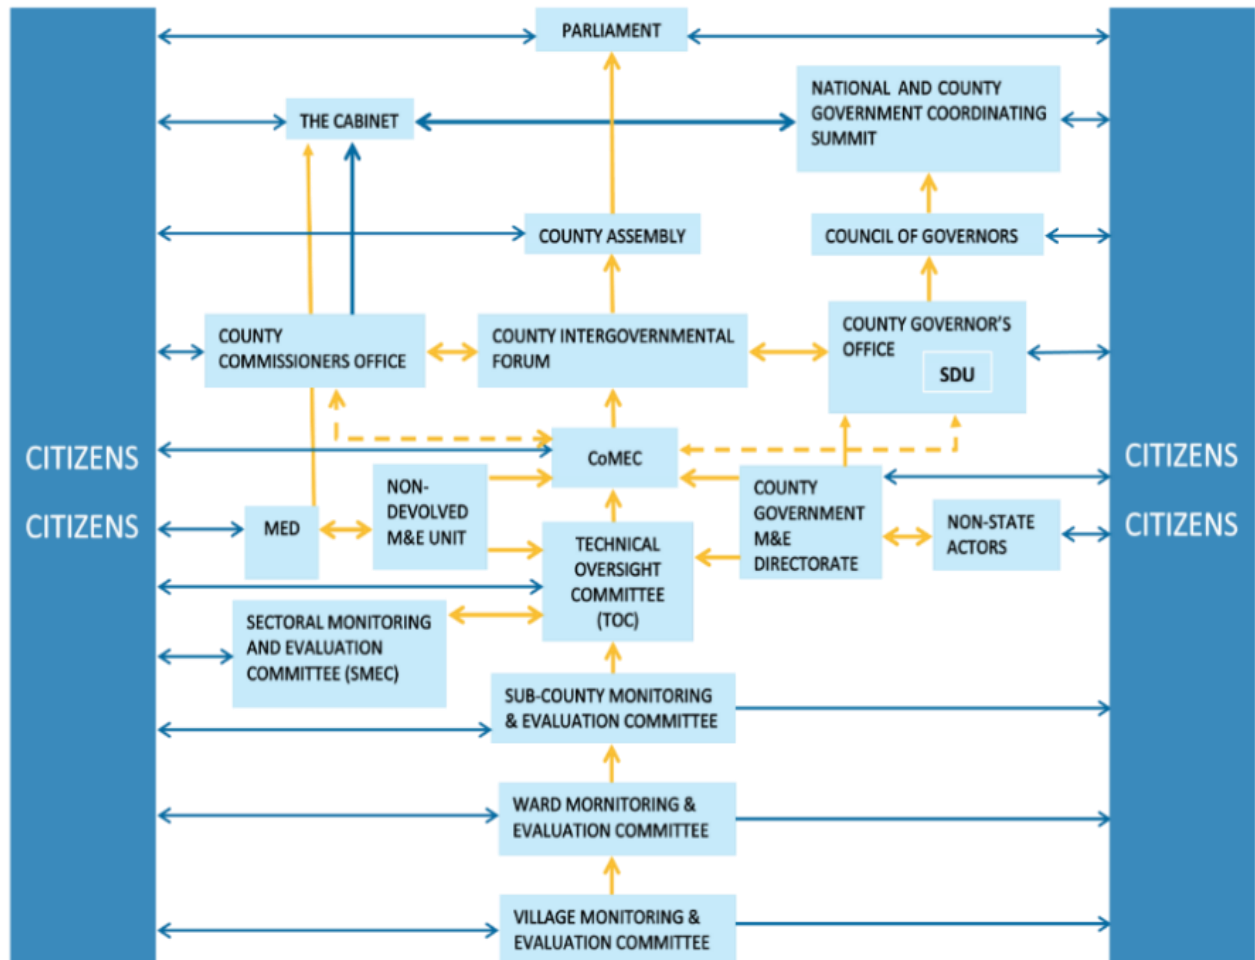 PARLIAMENT
THE CABINET
NATIONAL AND COUNTY
GOVERNMENT COORDINATING
SUMMIT
COUNTY ASSEMBLY
COUNCIL OF GOVERNORS
COUNTY
COMMISSIONERS OFFICE
COUNTY INTERGOVERNMENTAL
FORUM
COUNTY GOVERNOR'S
OFFICE
SDU
CITIZENS
CITIZENS
CoMEC
NON-
DEVOLVED
M&E UNIT
MED
COUNTY
GOVERNMENT
M&E
DIRECTORATE
NON-STATE
ACTORS
CITIZENS
CITIZENS
TECHNICAL
OVERSIGHT
COMMITTEE
(TOC)
SECTORAL MONITORING
AND EVALUATION
COMMITTEE (SMEC)
SUB-COUNTY MONITORING
& EVALUATION COMMITTEE
WARD MORNITORING &
EVALUATION COMMITTEE
VILLAGE MONITORING &
EVALUATION COMMITTEE